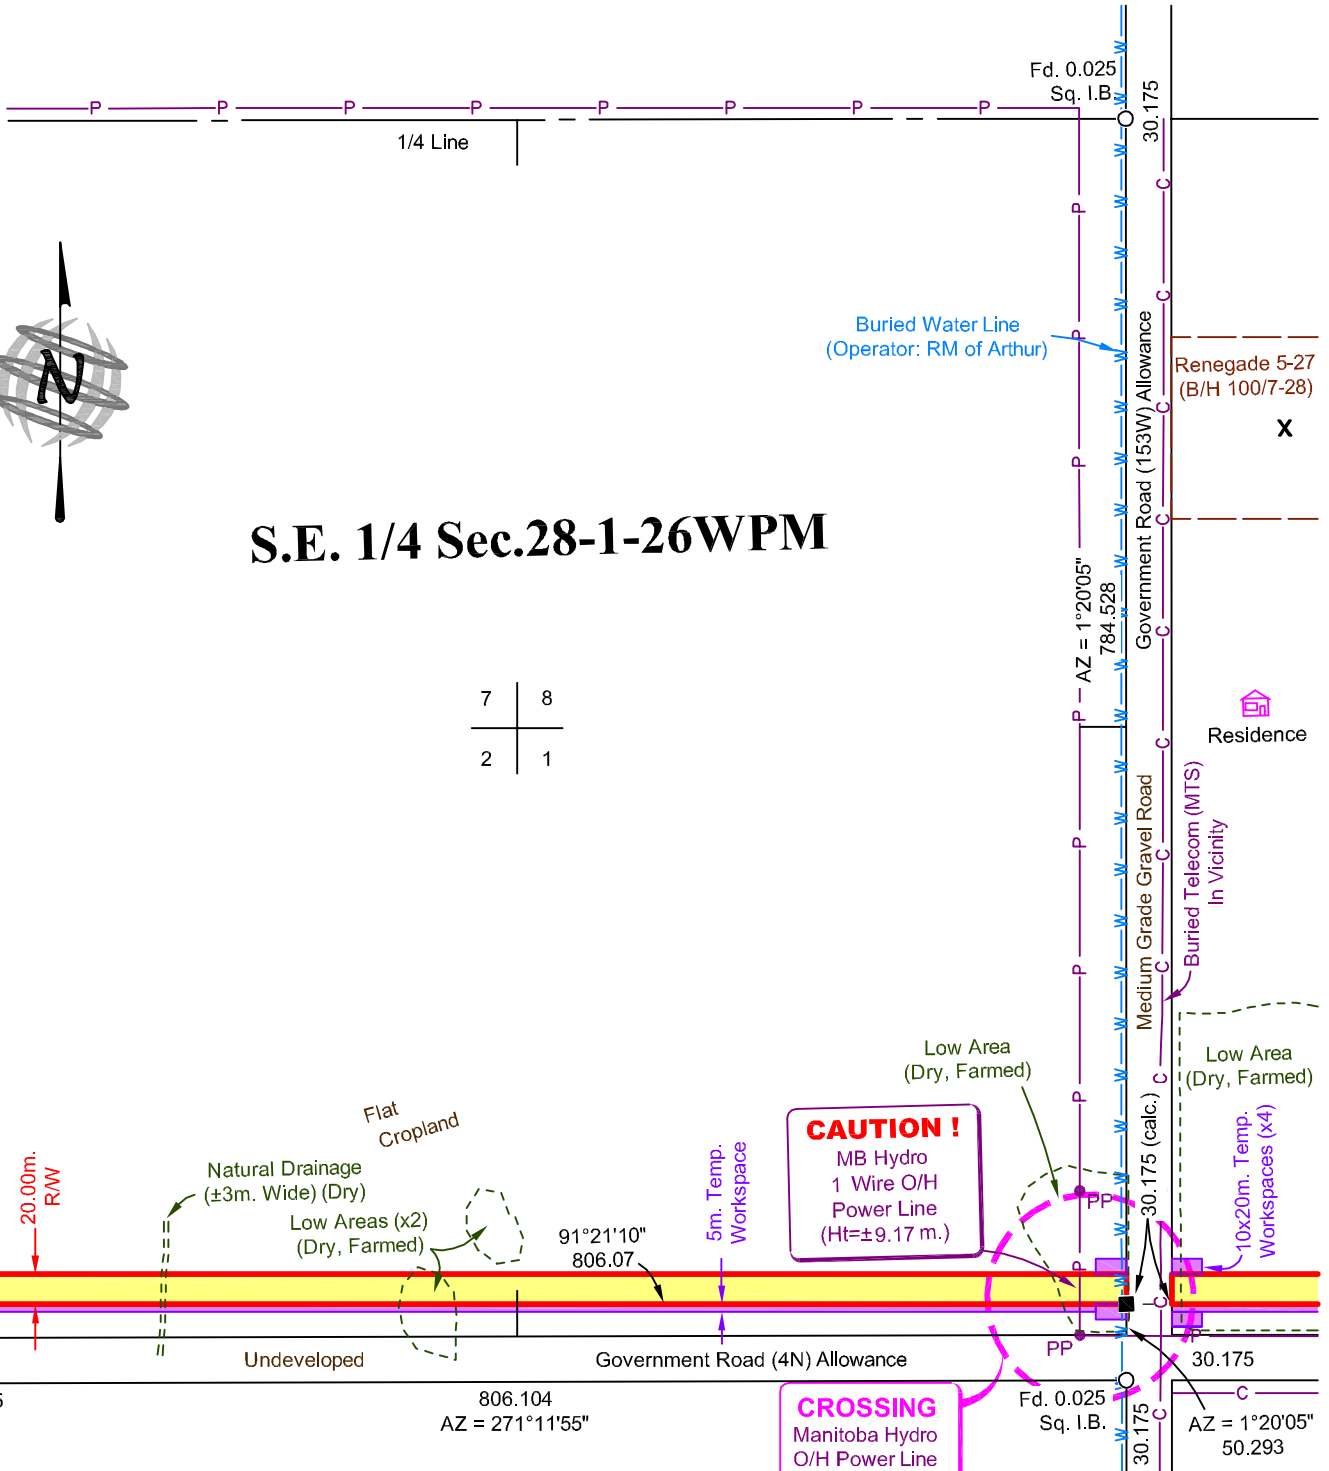 Fd. 0.025
Sq. I.B.
30.175
P P P P P P P P
1/4 Line
N
Buried Water Line
(Operator: RM of Arthur)
Government Road (153W) Allowance
Renegade 5-27
(B/H 100/7-28)
X
S.E. 1/4 Sec.28-1-26WPM
AZ = 1°20'05"
784.528
7 8
2 1
Residence
Medium Grade Gravel Road
Buried Telecom (MTS)
In Vicinity
Low Area
(Dry, Farmed)
Low Area
(Dry, Farmed)
Flat
Cropland
CAUTION !
MB Hydro
1 Wire O/H
Power Line
(Ht=±9.17 m.)
30.175 (calc.)
10x20m. Temp.
Workspaces (x4)
20.00m.
R/W
Natural Drainage
(±3m. Wide) (Dry)
Low Areas (x2)
(Dry, Farmed)
91°21'10"
806.07
5m. Temp.
Workspace
PP
PP
Undeveloped
Government Road (4N) Allowance
30.175
806.104
AZ = 271°11'55"
CROSSING
Manitoba Hydro
O/H Power Line
Fd. 0.025
Sq. I.B.
30.175
AZ = 1°20'05"
50.293